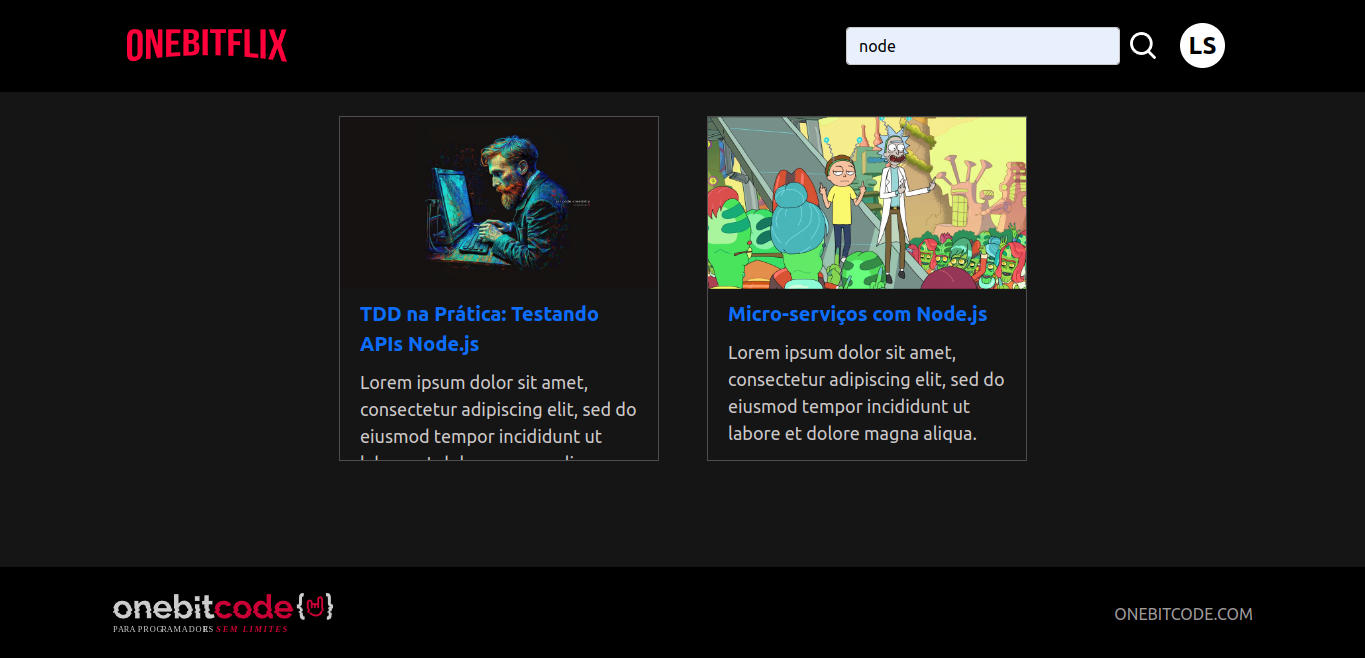 ONEBITFLIX
node
LS
TDD na Prática: Testando
APIs Node.js
Lorem ipsum dolor sit amet,
consectetur adipiscing elit, sed do
eiusmod tempor incididunt ut
Micro-serviços com Node.js
Lorem ipsum dolor sit amet,
consectetur adipiscing elit, sed do
eiusmod tempor incididunt ut
labore et dolore magna aliqua.
onebitcode{}
PARA PROGRAMADORES SEM LIMITES
ONEBITCODE.COM